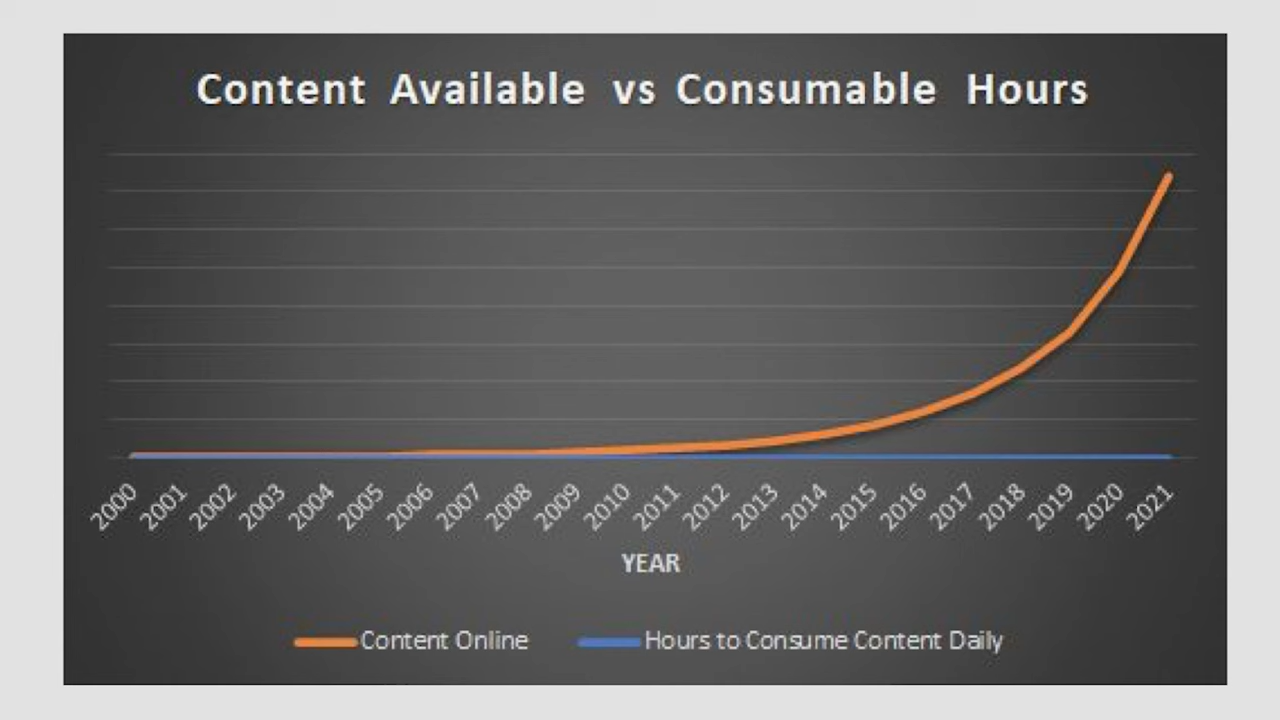 Content Available vs Consumable Hours
2000 2001 2002 2003 2004 2005 2006 2007 2008 2009 2010 2011 2012 2013 2014 2015 2016 2017 2018 2019 2020 2021
YEAR
Content Online Hours to Consume Content Daily